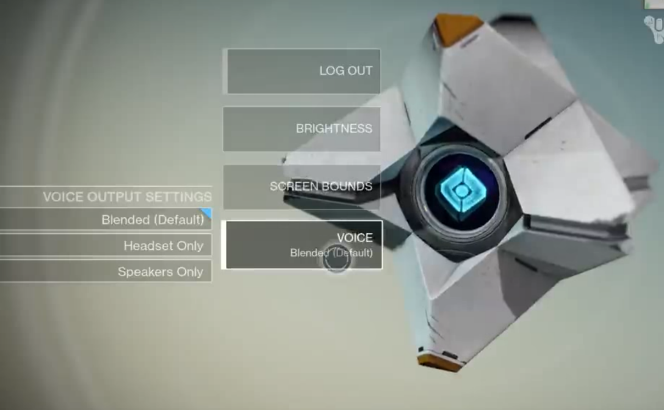 LOG OUT
BRIGHTNESS
SCREEN BOUNDS
VOICE
Blended (Default)
VOICE OUTPUT SETTINGS
Blended (Default)
Headset Only
Speakers Only